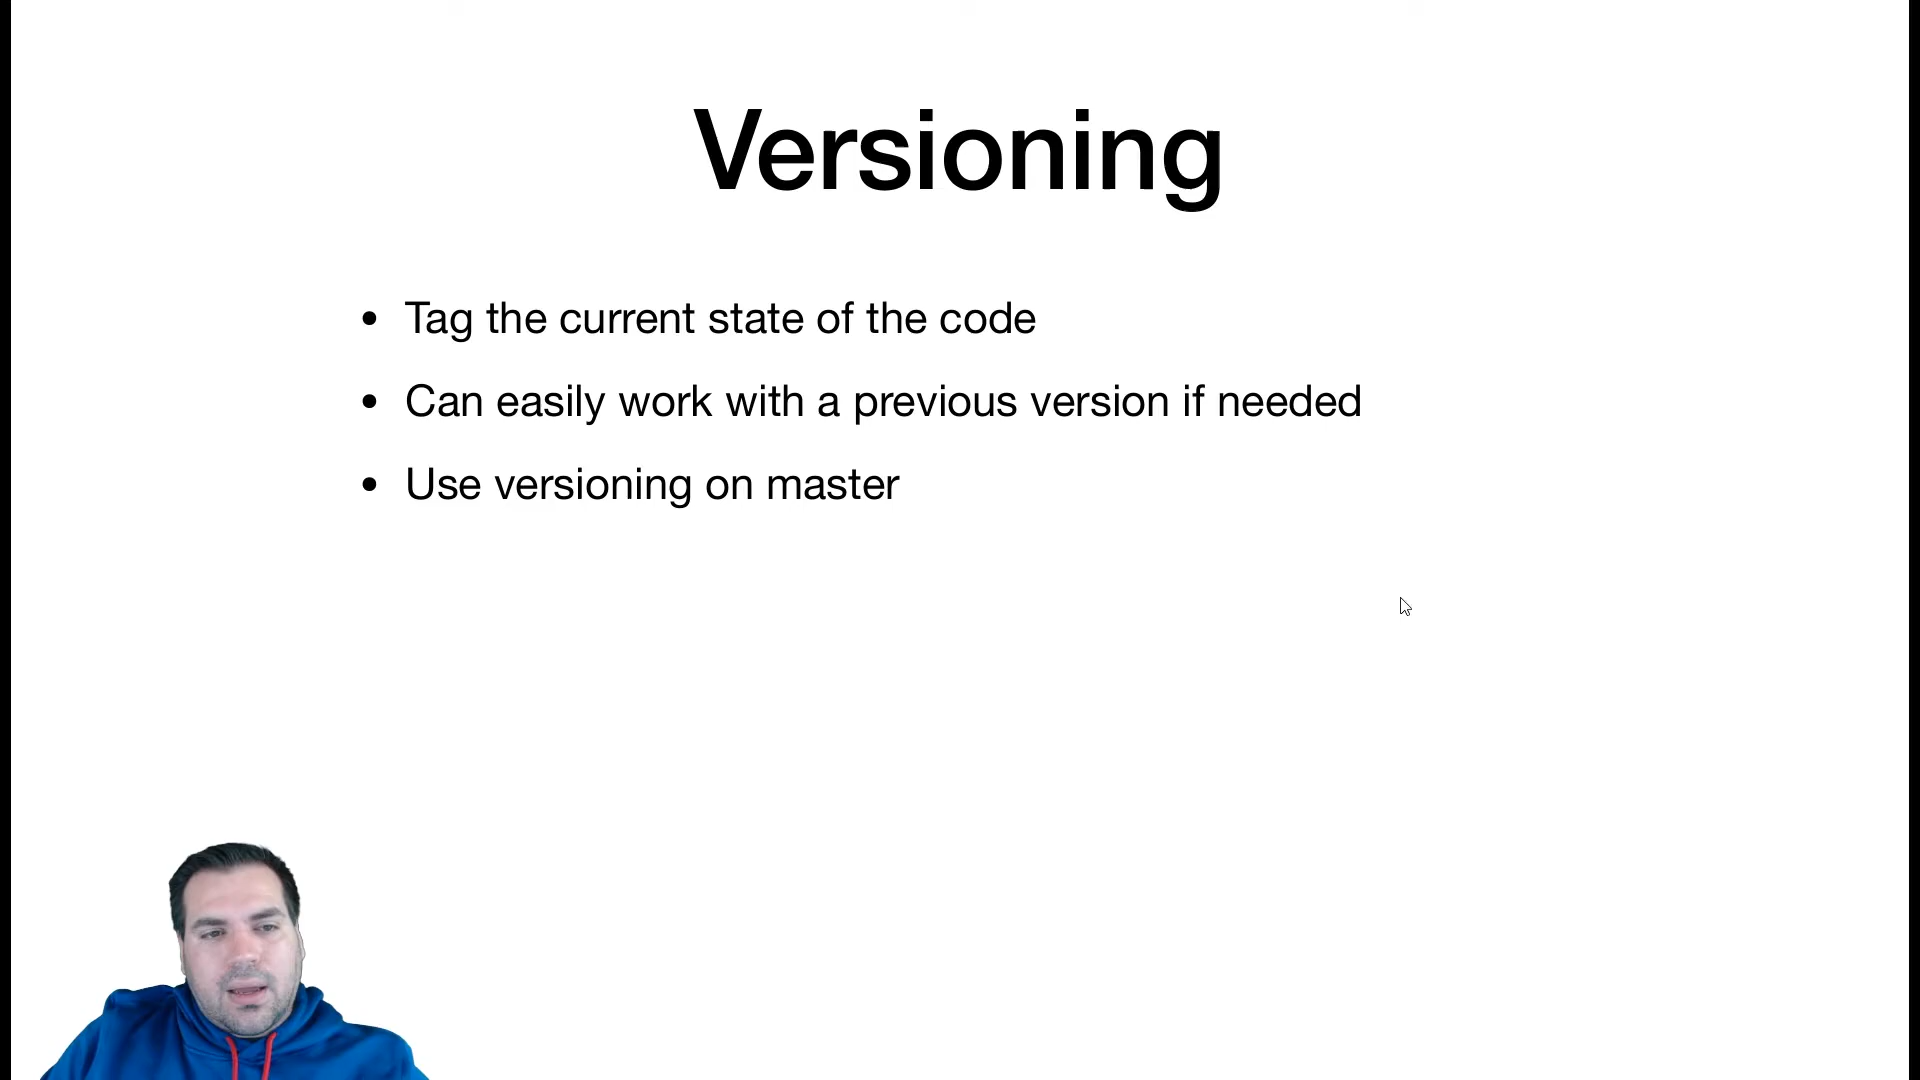 Versioning
• Tag the current state of the code
• Can easily work with a previous version if needed
• Use versioning on master